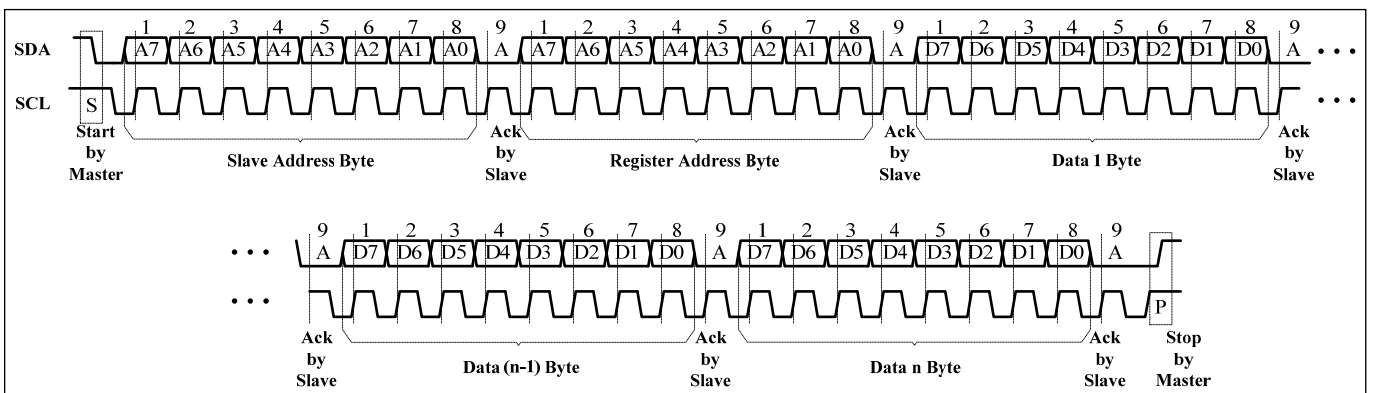 1 2 3 4 5 6 7 8 9 1 2 3 4 5 6 7 8 9 1 2 3 4 5 6 7 8 9
SDA A7 A6 A5 A4 A3 A2 A1 A0 A A7 A6 A5 A4 A3 A2 A1 A0 A D7 D6 D5 D4 D3 D2 D1 D0 A • • •
SCL S • • •
Start by Master
Slave Address Byte
Ack by Slave
Register Address Byte
Ack by Slave
Data 1 Byte
Ack by Slave
9 1 2 3 4 5 6 7 8 9 1 2 3 4 5 6 7 8 9
• • • A D7 D6 D5 D4 D3 D2 D1 D0 A D7 D6 D5 D4 D3 D2 D1 D0 A
• • • P
Ack by Slave
Data (n-1) Byte
Ack by Slave
Data n Byte
Ack by Slave
Stop by Master